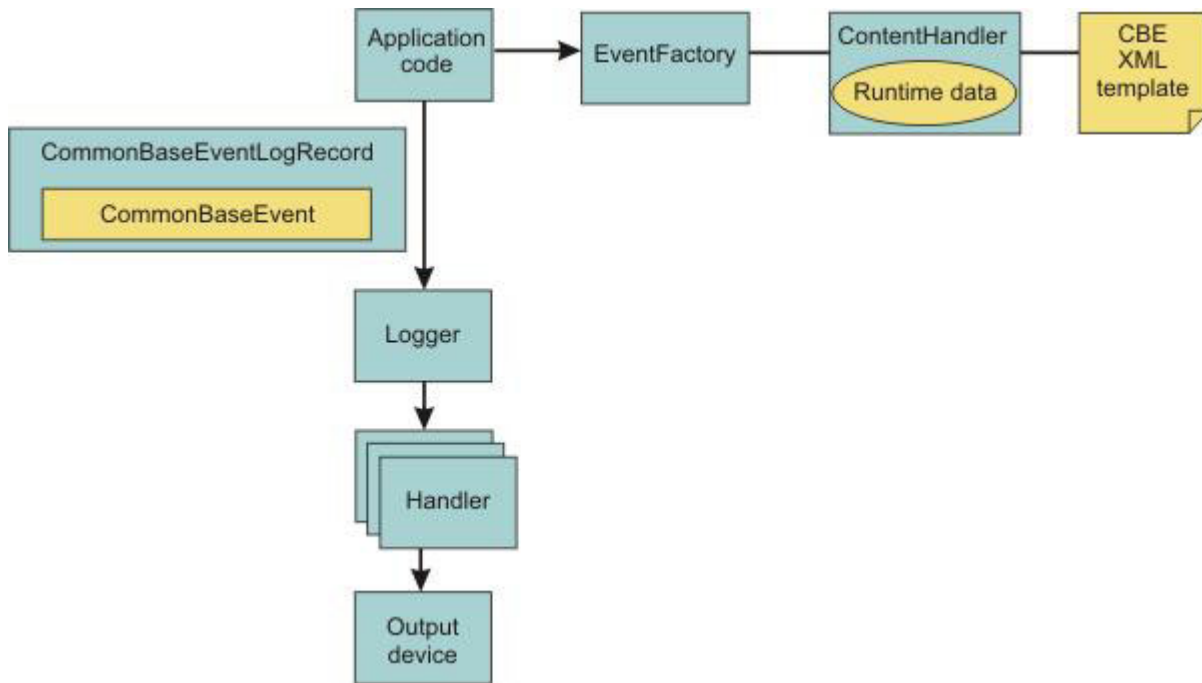 Application
code
EventFactory
ContentHandler
Runtime data
CBE
XML
template
CommonBaseEventLogRecord
CommonBaseEvent
Logger
Handler
Output
device